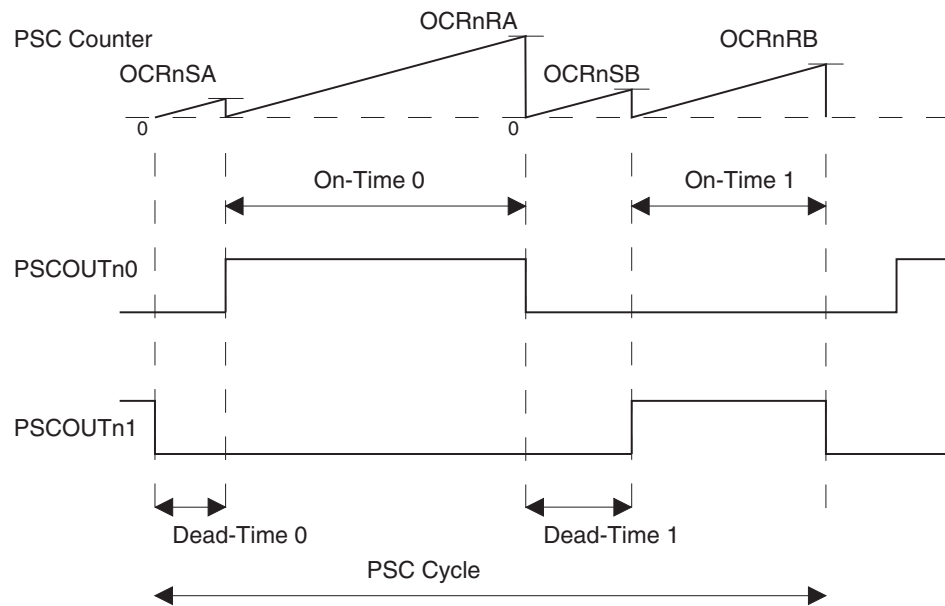 OCRnRA
PSC Counter
OCRnRB
OCRnSA
OCRnSB
0
0
On-Time 0
On-Time 1
PSCOUTn0
PSCOUTn1
Dead-Time 0
Dead-Time 1
PSC Cycle